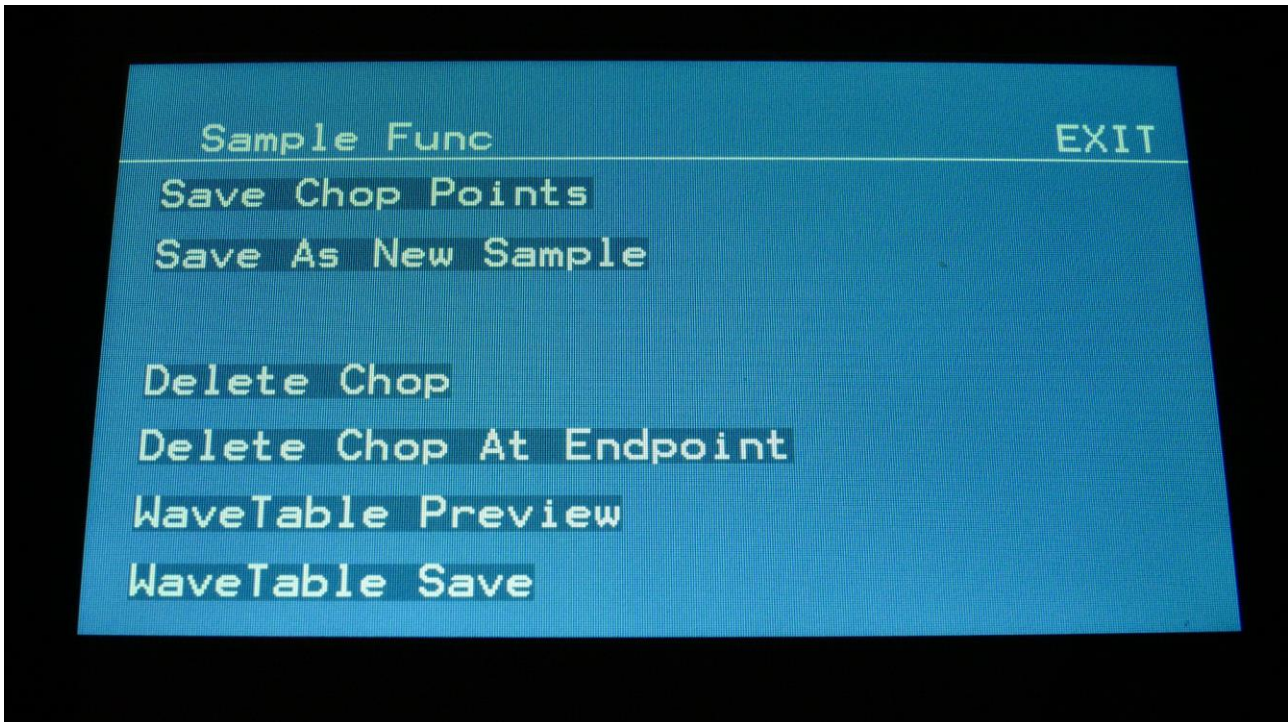 Sample Func EXIT
Save Chop Points
Save As New Sample
Delete Chop
Delete Chop At Endpoint
WaveTable Preview
WaveTable Save